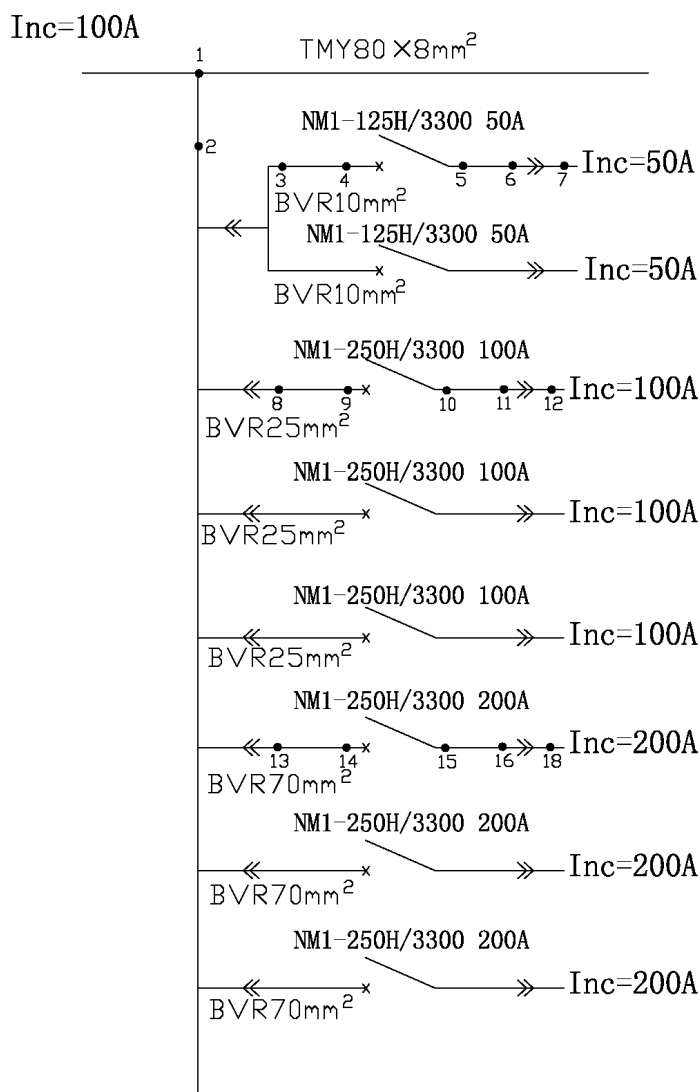 Inc=100A
1
TMY80×8mm²
2
NM1-125H/3300 50A
3 4 5 6 7
Inc=50A
BVR10mm²
NM1-125H/3300 50A
Inc=50A
BVR10mm²
NM1-250H/3300 100A
8 9 10 11 12
Inc=100A
BVR25mm²
NM1-250H/3300 100A
Inc=100A
BVR25mm²
NM1-250H/3300 100A
Inc=100A
BVR25mm²
NM1-250H/3300 200A
13 14 15 16 18
Inc=200A
BVR70mm²
NM1-250H/3300 200A
Inc=200A
BVR70mm²
NM1-250H/3300 200A
Inc=200A
BVR70mm²